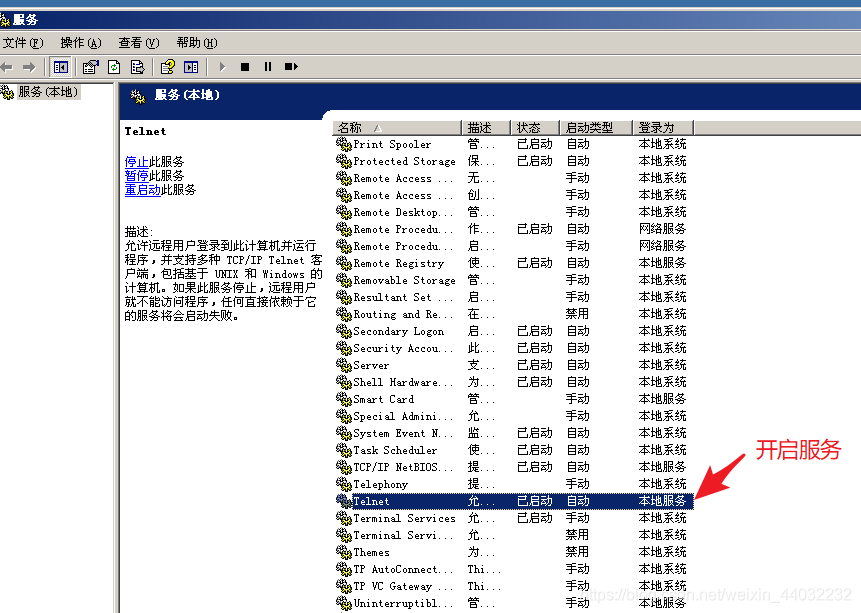 服务
文件(F) 操作(A) 查看(V) 帮助(H)
服务(本地)
服务(本地)
Telnet
停止此服务
暂停此服务
重启动此服务
描述:
允许远程用户登录到此计算机并运行
程序,并支持多种 TCP/IP Telnet 客
户端,包括基于 UNIX 和 Windows 的
计算机。如果此服务停止,远程用户
就不能访问程序,任何直接依赖于它
的服务将会启动失败。
名称 描述 状态 启动类型 登录为
Print Spooler 管... 已启动 自动 本地系统
Protected Storage 保... 已启动 自动 本地系统
Remote Access ... 无... 手动 本地系统
Remote Access ... 创... 手动 本地系统
Remote Desktop... 管... 手动 本地系统
Remote Procedu... 作... 已启动 自动 网络服务
Remote Procedu... 启... 手动 网络服务
Remote Registry 使... 已启动 自动 本地服务
Removable Storage 管... 手动 本地系统
Resultant Set ... 启... 手动 本地系统
Routing and Re... 在... 禁用 本地系统
Secondary Logon 启... 已启动 自动 本地系统
Security Accou... 此... 已启动 自动 本地系统
Server 支... 已启动 自动 本地系统
Shell Hardware... 为... 已启动 自动 本地系统
Smart Card 管... 手动 本地服务
Special Admini... 允... 手动 本地系统
System Event N... 监... 已启动 自动 本地系统
Task Scheduler 使... 已启动 自动 本地系统
TCP/IP NetBIOS... 提... 已启动 自动 本地服务
Telephony 提... 手动 本地系统
Telnet 允... 已启动 自动 本地服务
Terminal Services 允... 已启动 手动 本地系统
Terminal Servi... 允... 禁用 本地系统
Themes 为... 禁用 本地系统
TP AutoConnect... Thi... 手动 本地系统
TP VC Gateway ... Thi... 手动 本地系统
Uninterruptibl... 管... 手动 本地服务
开启服务